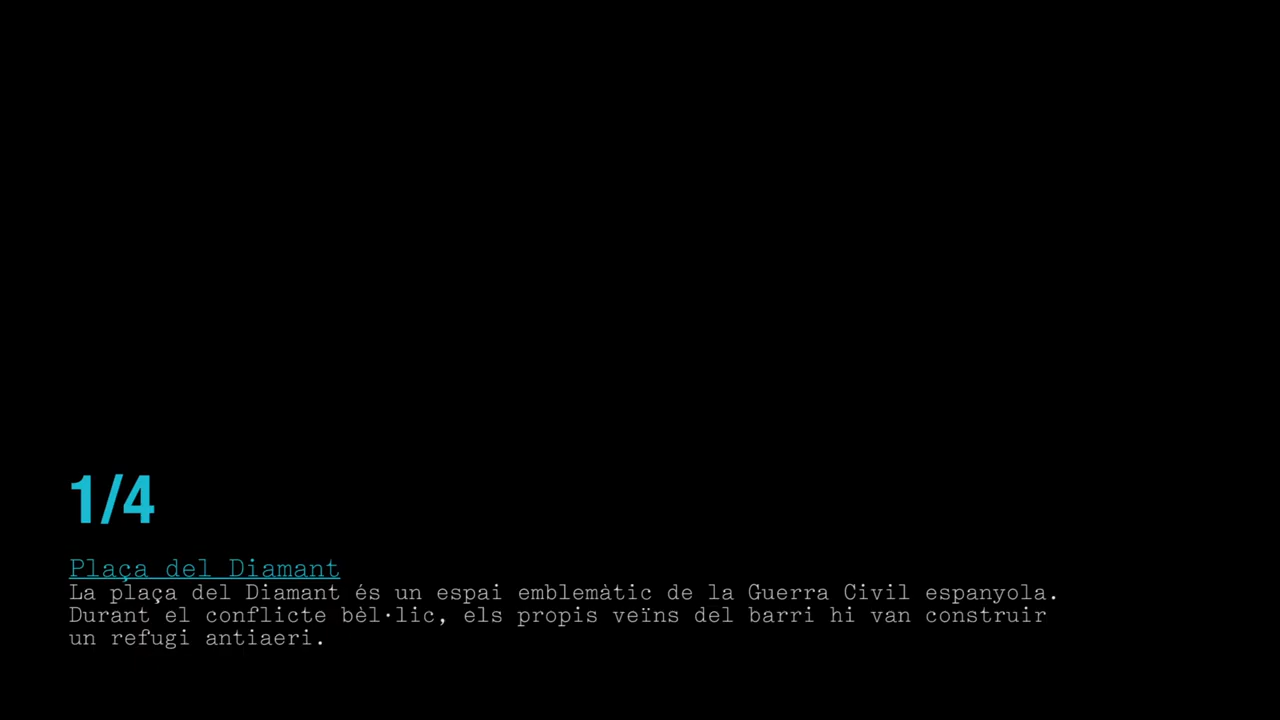 1/4
Plaça del Diamant
La plaça del Diamant és un espai emblemàtic de la Guerra Civil espanyola.
Durant el conflicte bèl·lic, els propis veïns del barri hi van construir
un refugi antiaeri.